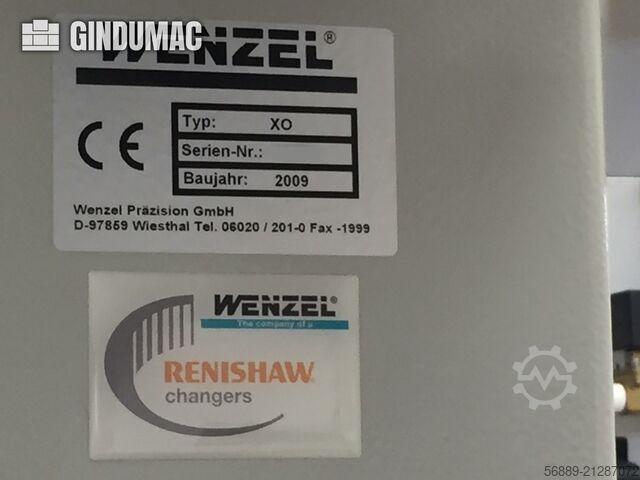 GINDUMAC
WENZEL®
CE
Typ: XO
Serien-Nr.:
Baujahr: 2009
Wenzel Präzision GmbH
D-97859 Wiesthal Tel. 06020 / 201-0 Fax -1999
WENZEL®
The company of µ
RENISHAW.
changers
56889-21287072